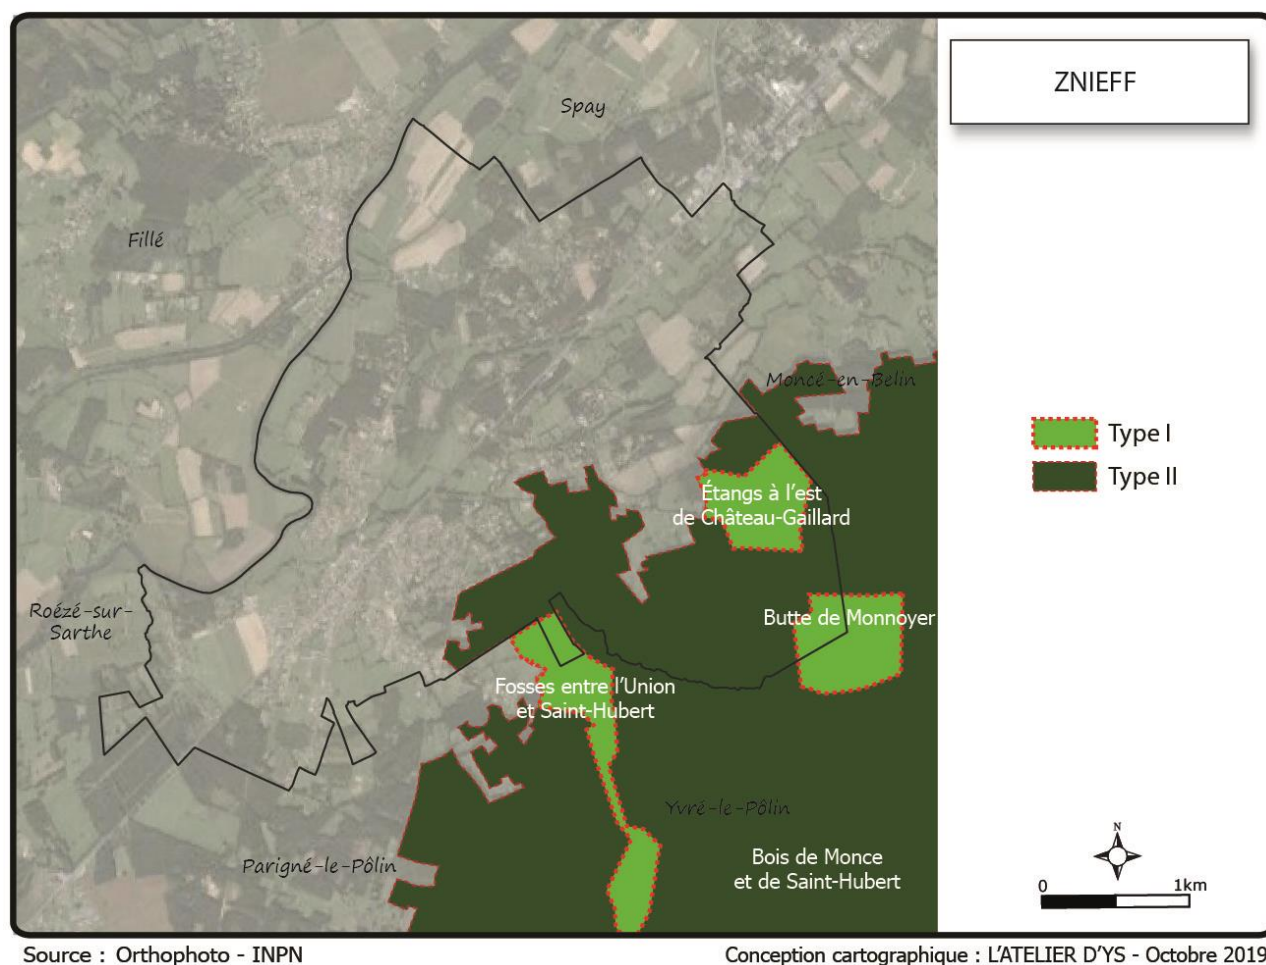 ZNIEFF
Spay
Fillé
Moncé-en-Belin
Type I
Type II
Étangs à l'est
de Château-Gaillard
Roézé-sur-
Sarthe
Butte de Monnoyer
Fosses entre l'Union
et Saint-Hubert
Yvré-le-Pôlin
Parigné-le-Pôlin
Bois de Monce
et de Saint-Hubert
N
0 1km
Source : Orthophoto - INPN
Conception cartographique : L'ATELIER D'YS - Octobre 2019